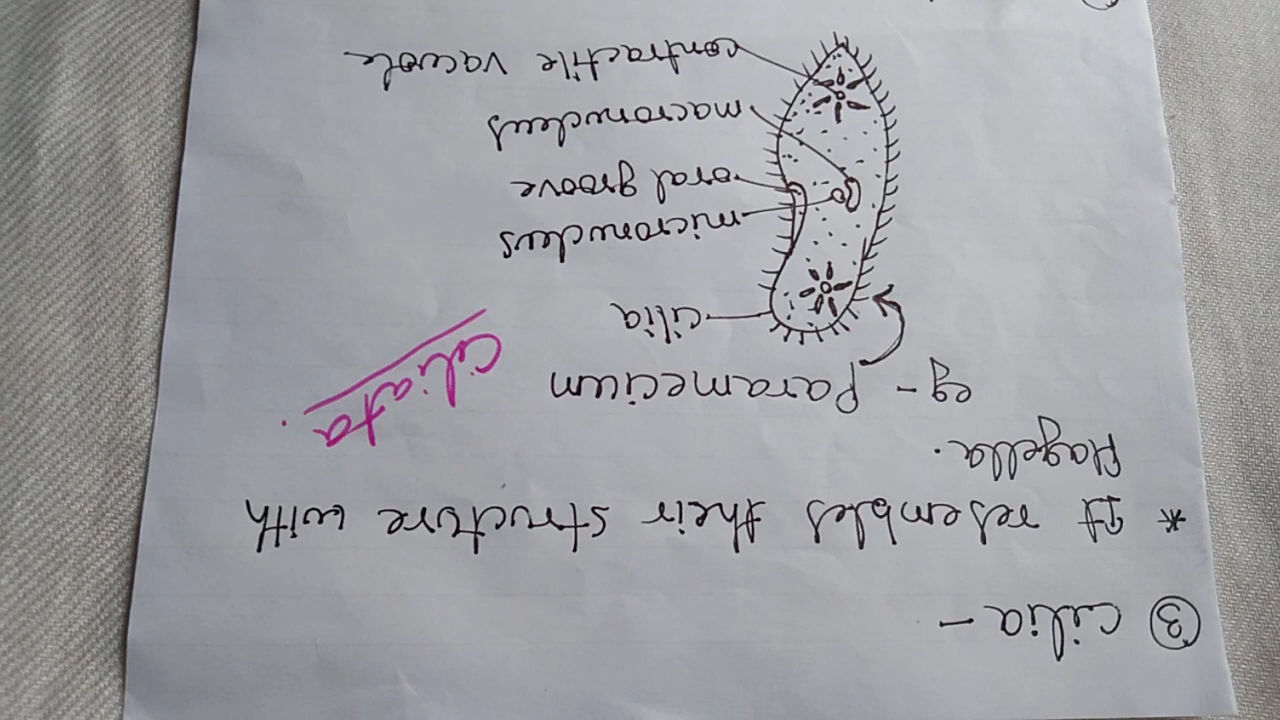 ③ cilia -
* It resembles their structure with
flagella.
eg - Paramecium
Ciliata.
cilia
micronucleus
oral groove
macronucleus
contractile vacuole